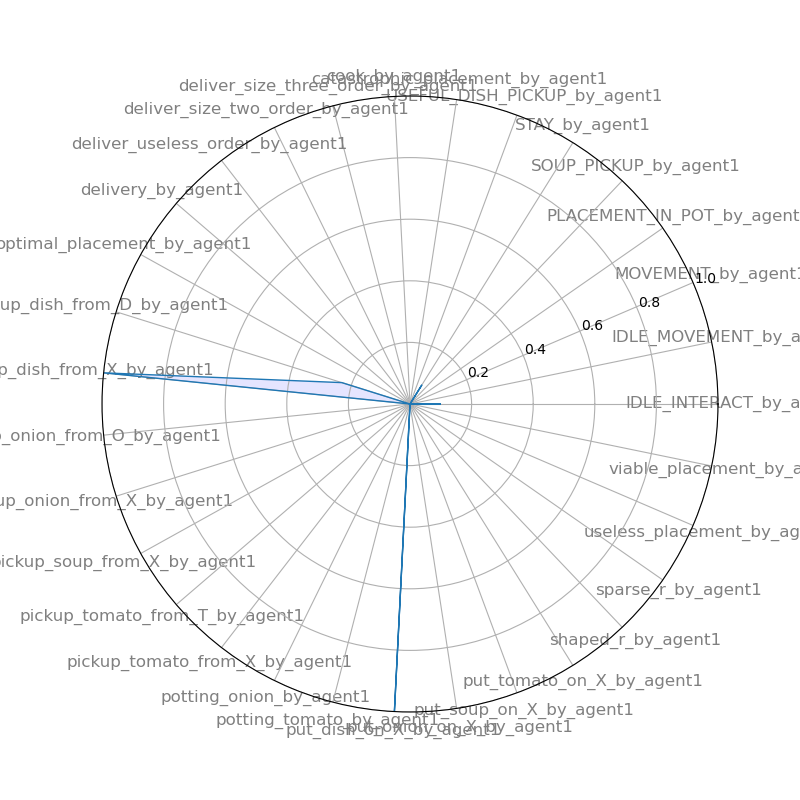 cook_by_agent1
catastrophic_placement_by_agent1
deliver_size_three_order_by_agent1
USEFUL_DISH_PICKUP_by_agent1
deliver_size_two_order_by_agent1
STAY_by_agent1
deliver_useless_order_by_agent1
SOUP_PICKUP_by_agent1
delivery_by_agent1
PLACEMENT_IN_POT_by_agent
optimal_placement_by_agent1
MOVEMENT_by_agent1
1.0
up_dish_from_D_by_agent1
0.8
0.6
IDLE_MOVEMENT_by_a
0.4
p_dish_from_X_by_agent1
0.2
IDLE_INTERACT_by_a
o_onion_from_O_by_agent1
viable_placement_by_a
up_onion_from_X_by_agent1
useless_placement_by_ag
pickup_soup_from_X_by_agent1
sparse_r_by_agent1
pickup_tomato_from_T_by_agent1
shaped_r_by_agent1
pickup_tomato_from_X_by_agent1
put_tomato_on_X_by_agent1
potting_onion_by_agent1
put_soup_on_X_by_agent1
potting_tomato_by_agent1
put_onion_on_X_by_agent1
put_dish_on_X_by_agent1